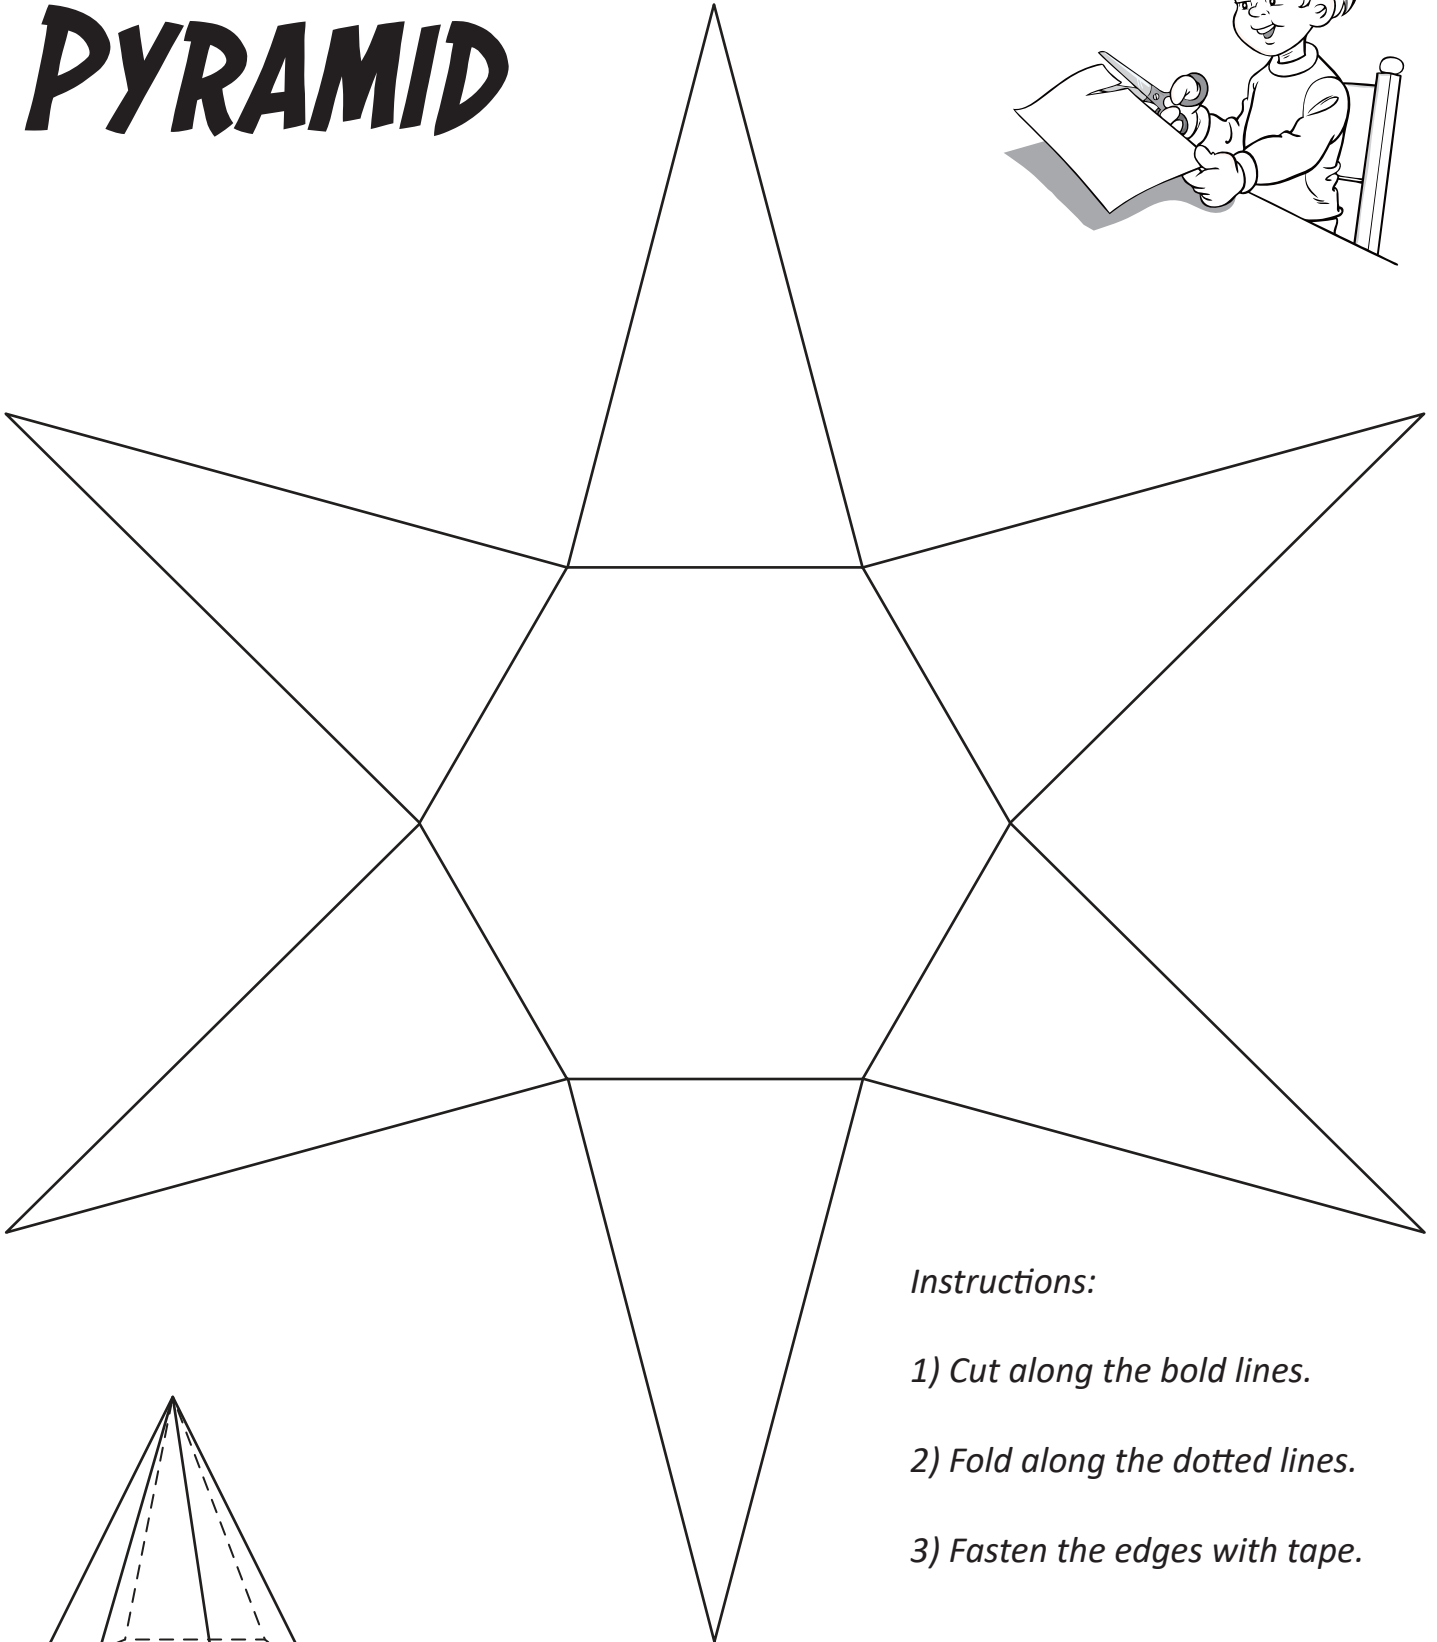 PYRAMID
Instructions:
1) Cut along the bold lines.
2) Fold along the dotted lines.
3) Fasten the edges with tape.